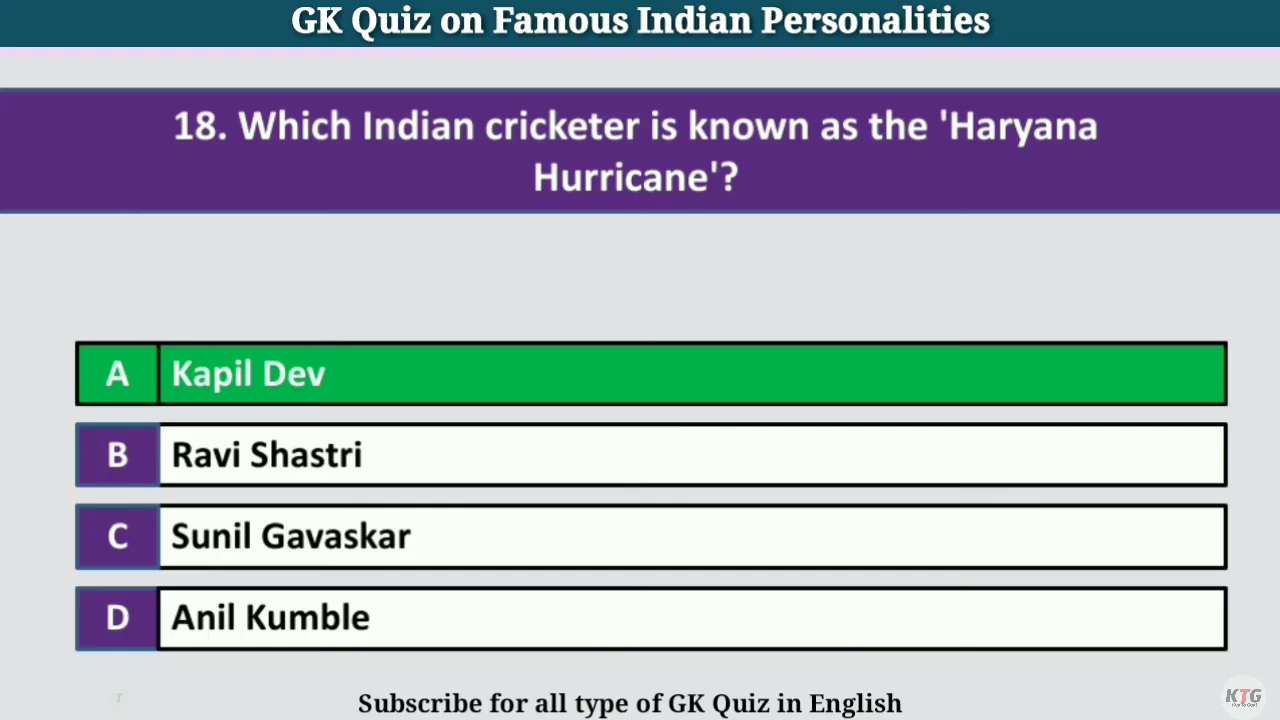 GK Quiz on Famous Indian Personalities
18. Which Indian cricketer is known as the 'Haryana
Hurricane'?
A Kapil Dev
B Ravi Shastri
C Sunil Gavaskar
D Anil Kumble
T
Subscribe for all type of GK Quiz in English
KTG